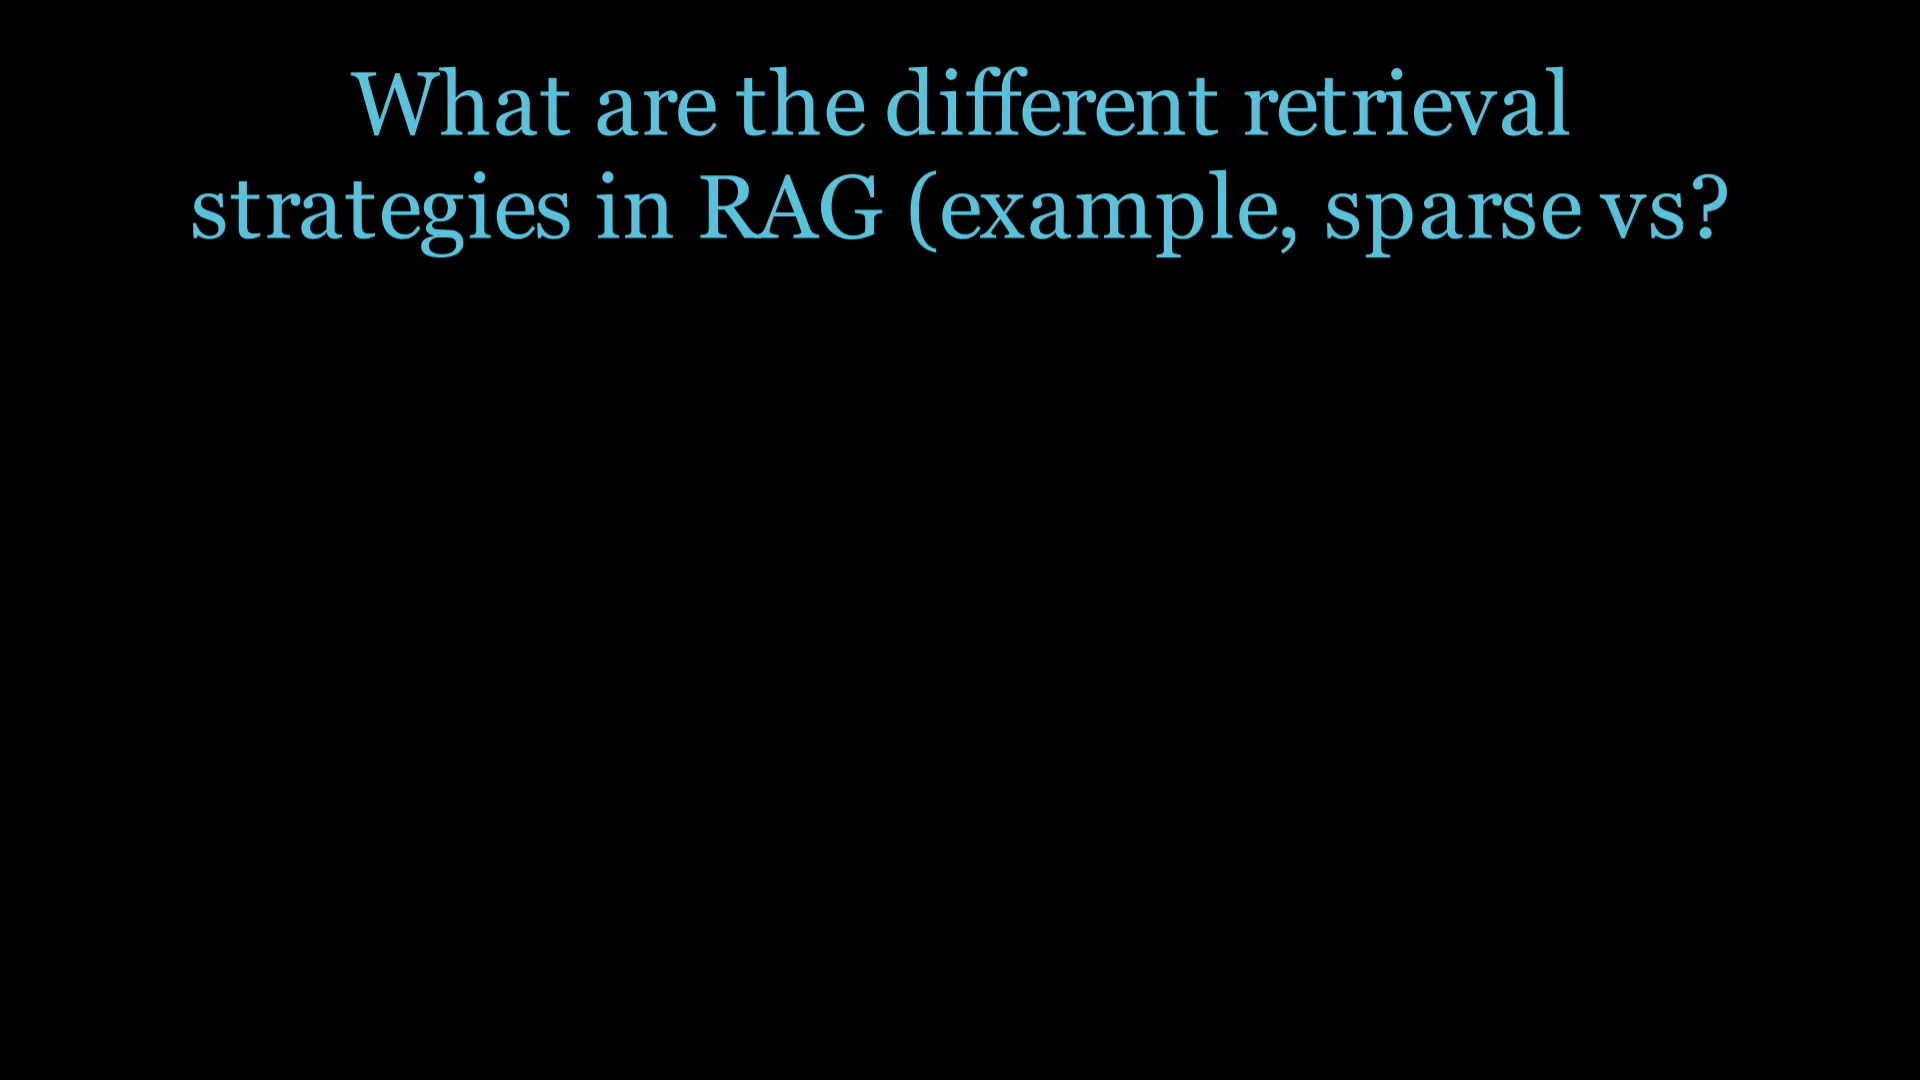 What are the different retrieval
strategies in RAG (example, sparse vs?